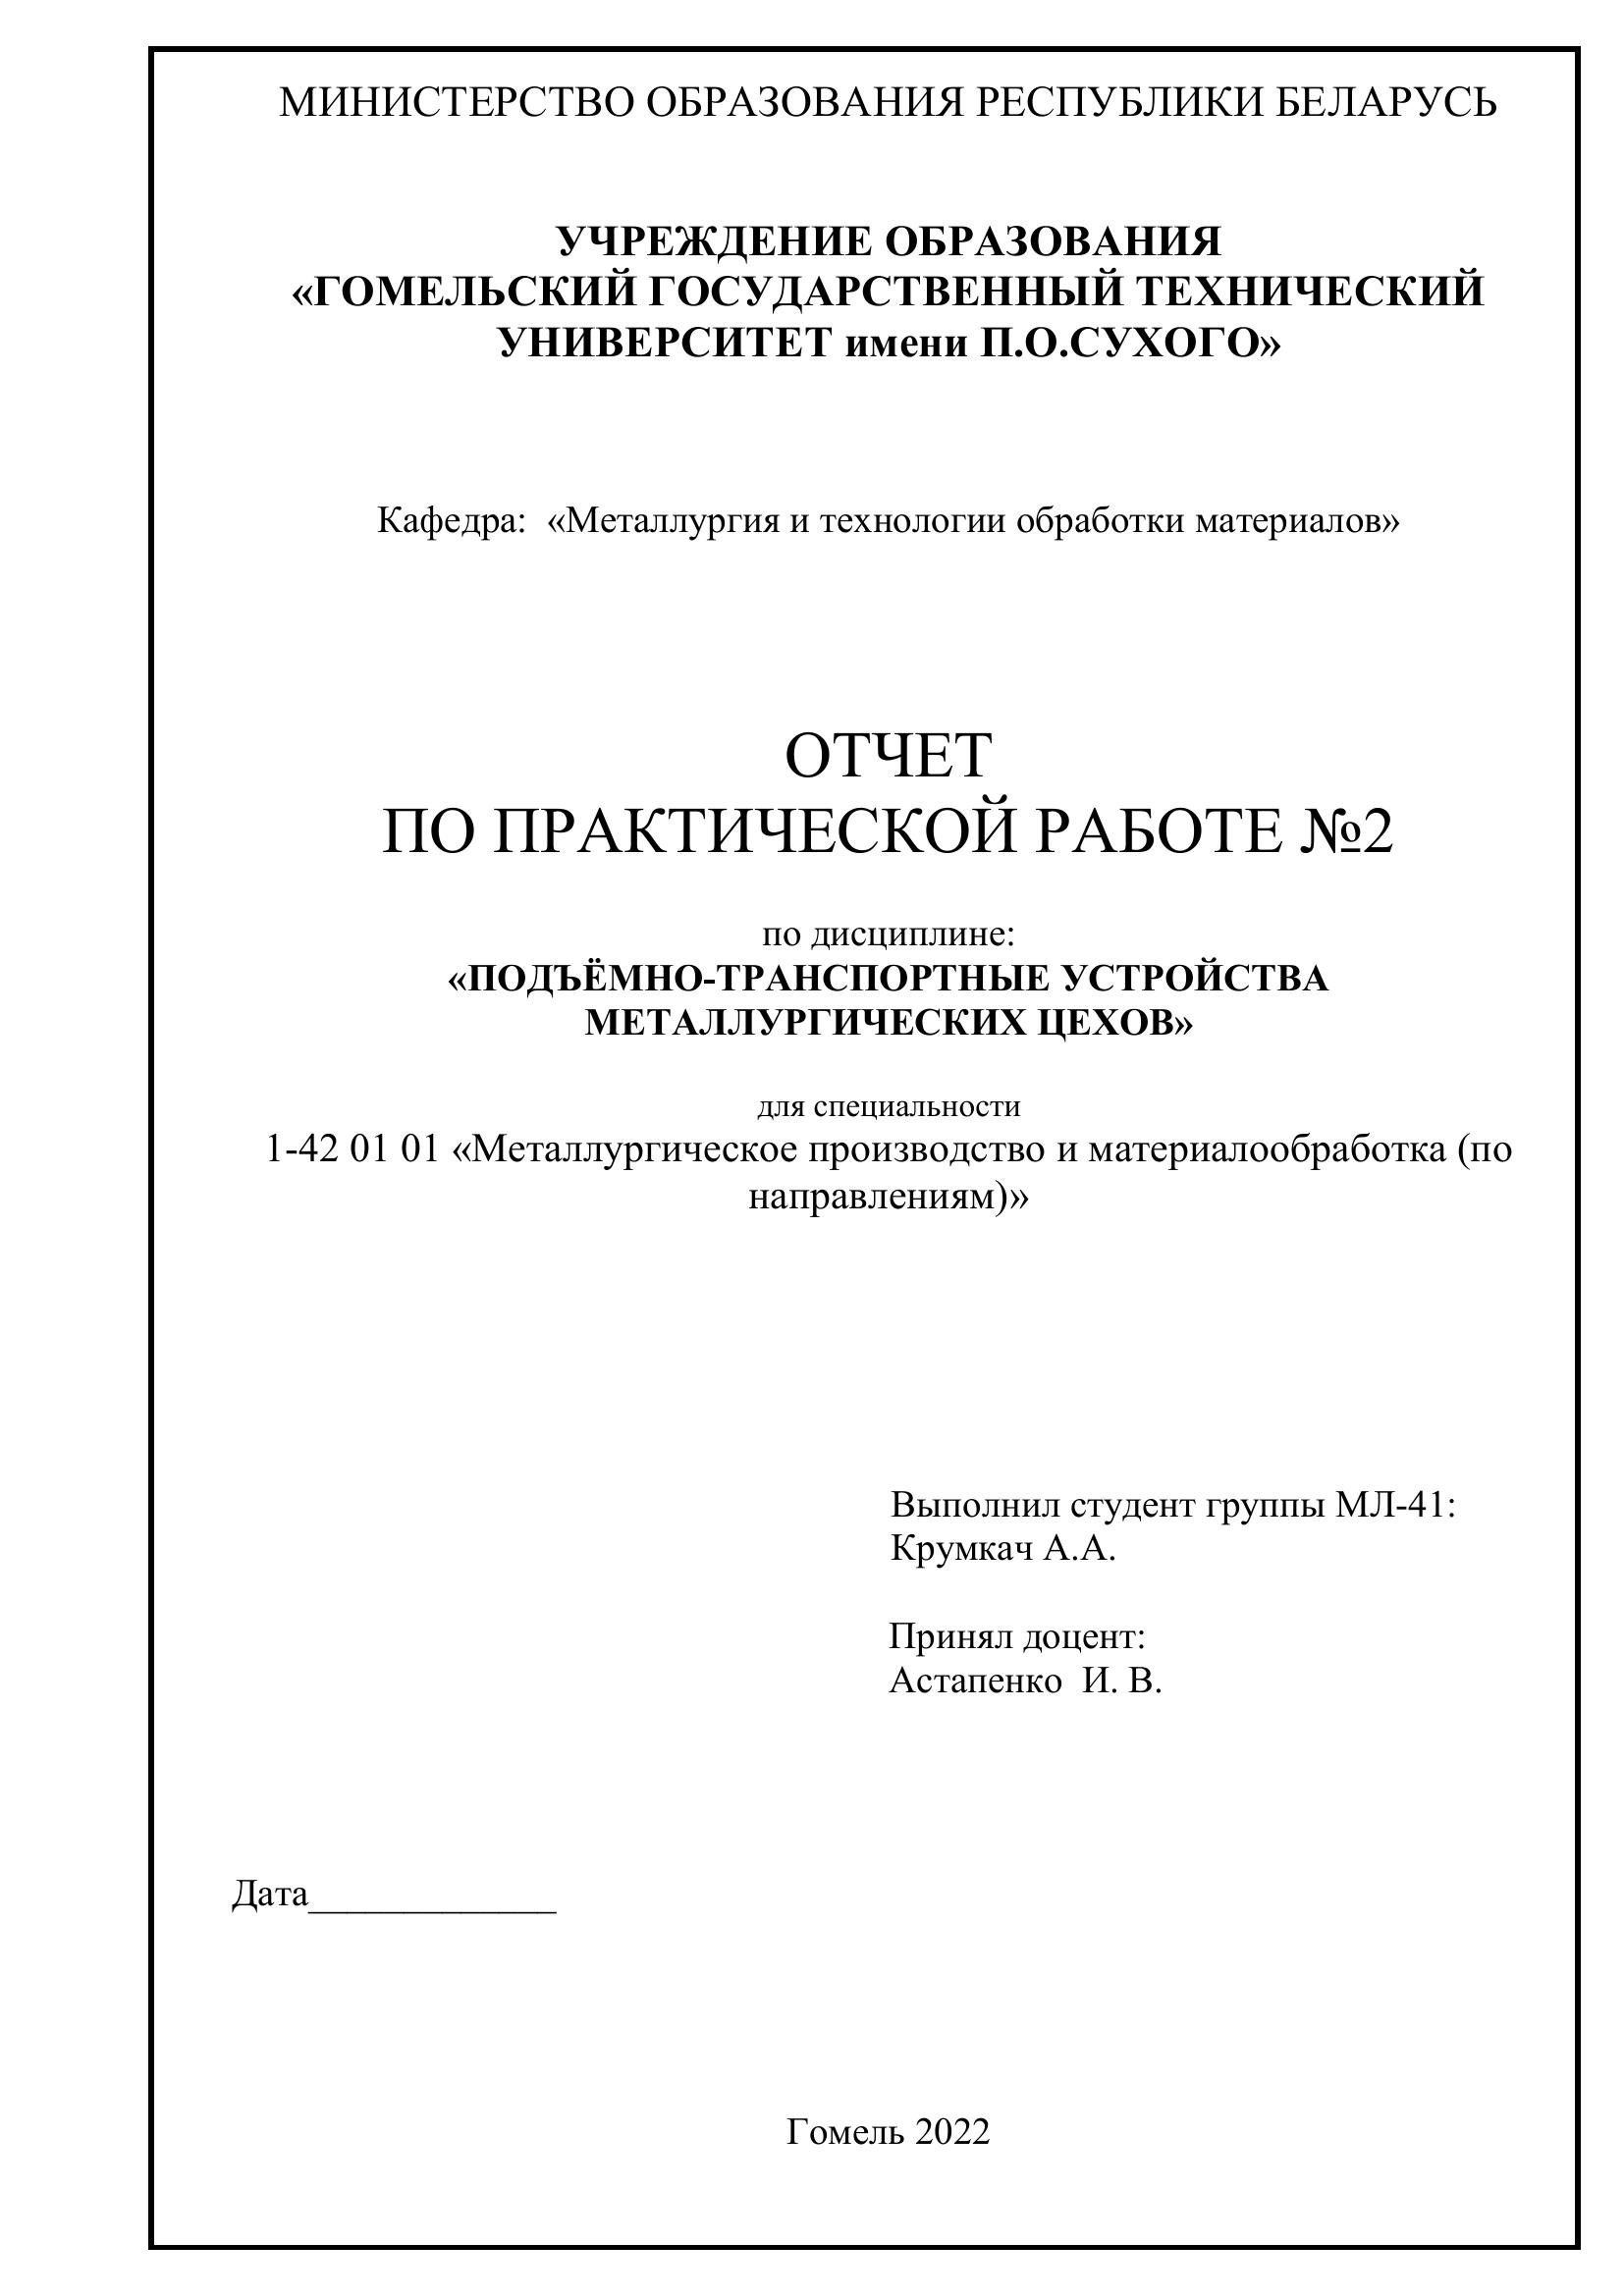 МИНИСТЕРСТВО ОБРАЗОВАНИЯ РЕСПУБЛИКИ БЕЛАРУСЬ
УЧРЕЖДЕНИЕ ОБРАЗОВАНИЯ
«ГОМЕЛЬСКИЙ ГОСУДАРСТВЕННЫЙ ТЕХНИЧЕСКИЙ
УНИВЕРСИТЕТ имени П.О.СУХОГО»
Кафедра:  «Металлургия и технологии обработки материалов»
ОТЧЕТ
ПО ПРАКТИЧЕСКОЙ РАБОТЕ №2
по дисциплине:
«ПОДЪЁМНО-ТРАНСПОРТНЫЕ УСТРОЙСТВА
МЕТАЛЛУРГИЧЕСКИХ ЦЕХОВ»
для специальности
1-42 01 01 «Металлургическое производство и материалообработка (по
направлениям)»
Выполнил студент группы МЛ-41:
Крумкач А.А.
Принял доцент:
Астапенко  И. В.
Дата_____________
Гомель 2022